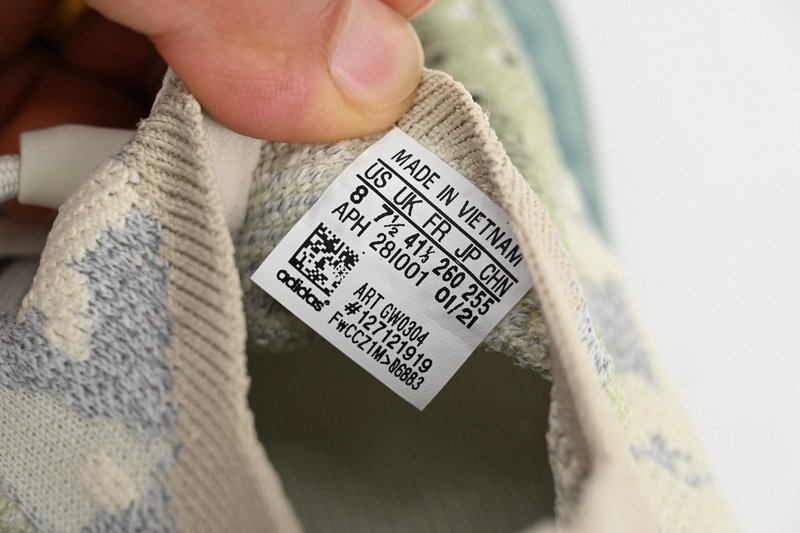 MADE IN VIETNAM
US UK FR JP CHN
8 7½ 41⅓ 260 255
APH 281001 01/21
ART GW0304
#127121919
FWCCZ1M>D68B3
adidas®